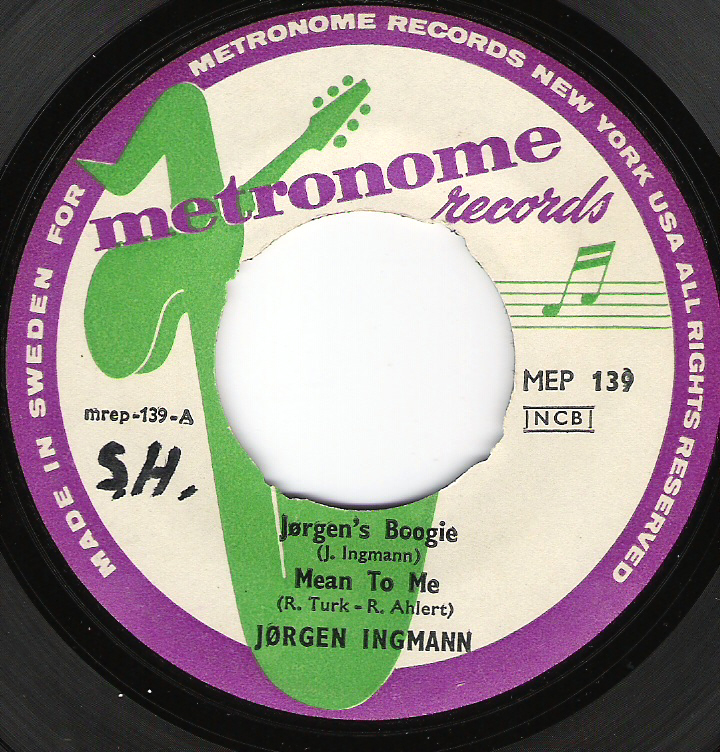 MADE IN SWEDEN FOR METRONOME RECORDS NEW YORK USA ALL RIGHTS RESERVED
metronome
records
MEP 139
NCB
mrep-139-A
S.H.
Jørgen's Boogie
(J. Ingmann)
Mean To Me
(R. Turk - R. Ahlert)
JØRGEN INGMANN